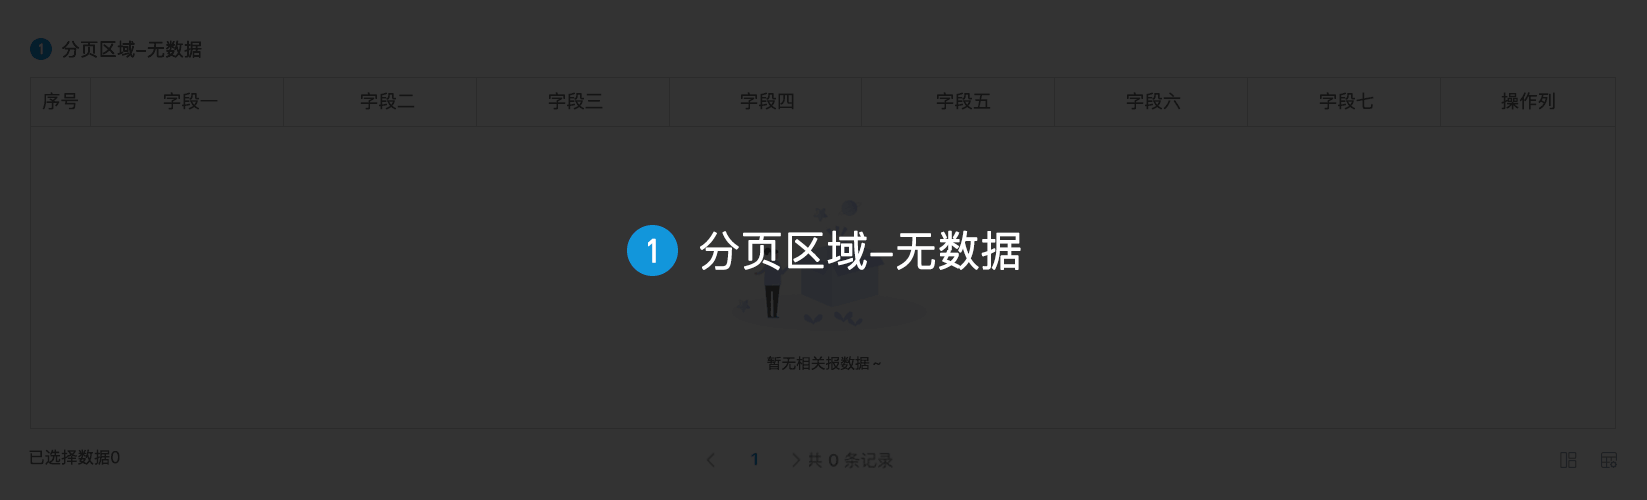 1 分页区域-无数据
序号 字段一 字段二 字段三 字段四 字段五 字段六 字段七 操作列
1 分页区域-无数据
暂无相关报数据 ~
已选择数据0 1 共 0 条记录